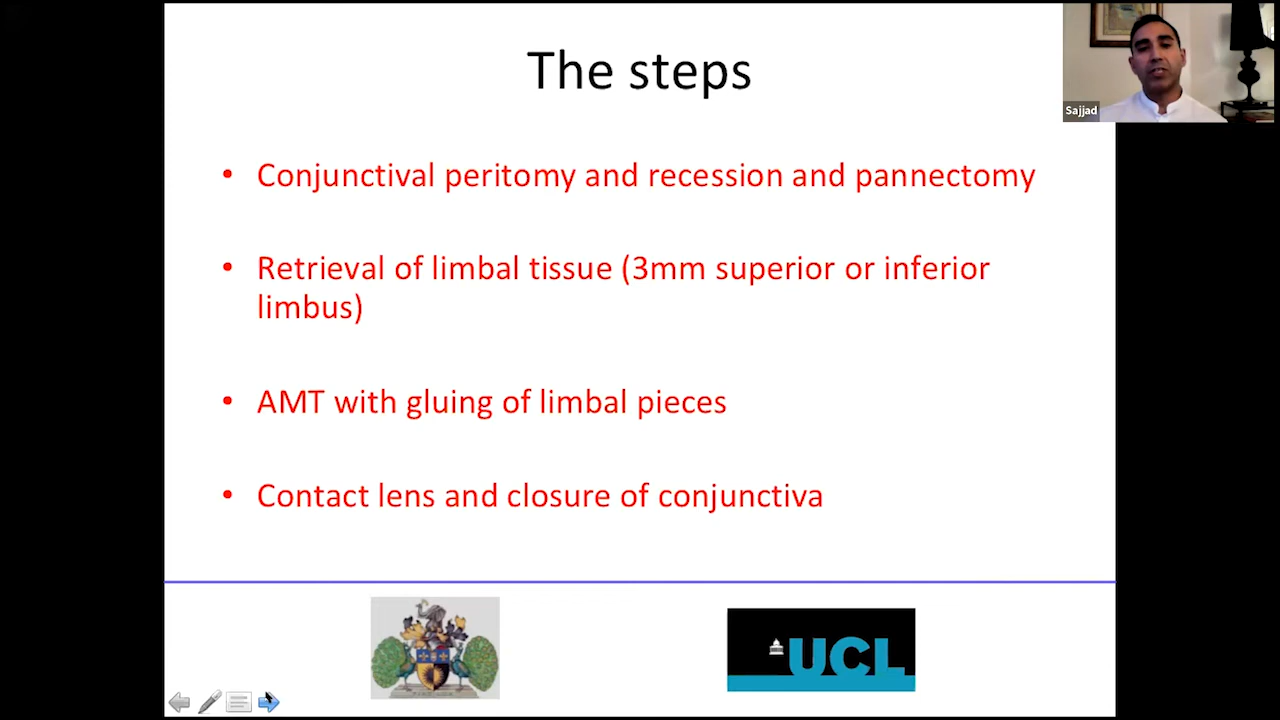 The steps
Sajjad
• Conjunctival peritomy and recession and pannectomy
• Retrieval of limbal tissue (3mm superior or inferior
limbus)
• AMT with gluing of limbal pieces
• Contact lens and closure of conjunctiva
UCL